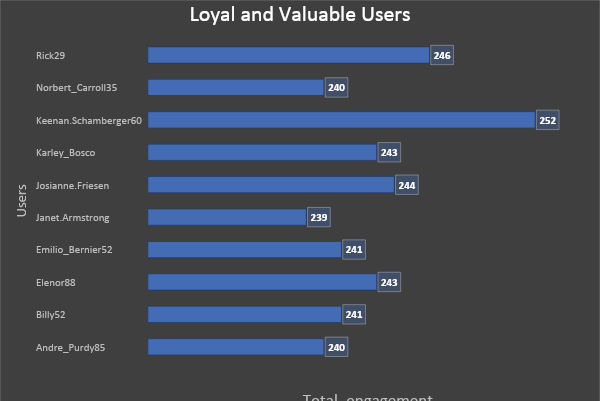 Loyal and Valuable Users
Rick29 246
Norbert_Carroll35 240
Keenan.Schamberger60 252
Karley_Bosco 243
Josianne.Friesen 244
Janet.Armstrong 239
Emilio_Bernier52 241
Elenor88 243
Billy52 241
Andre_Purdy85 240
Users
Total_engagement